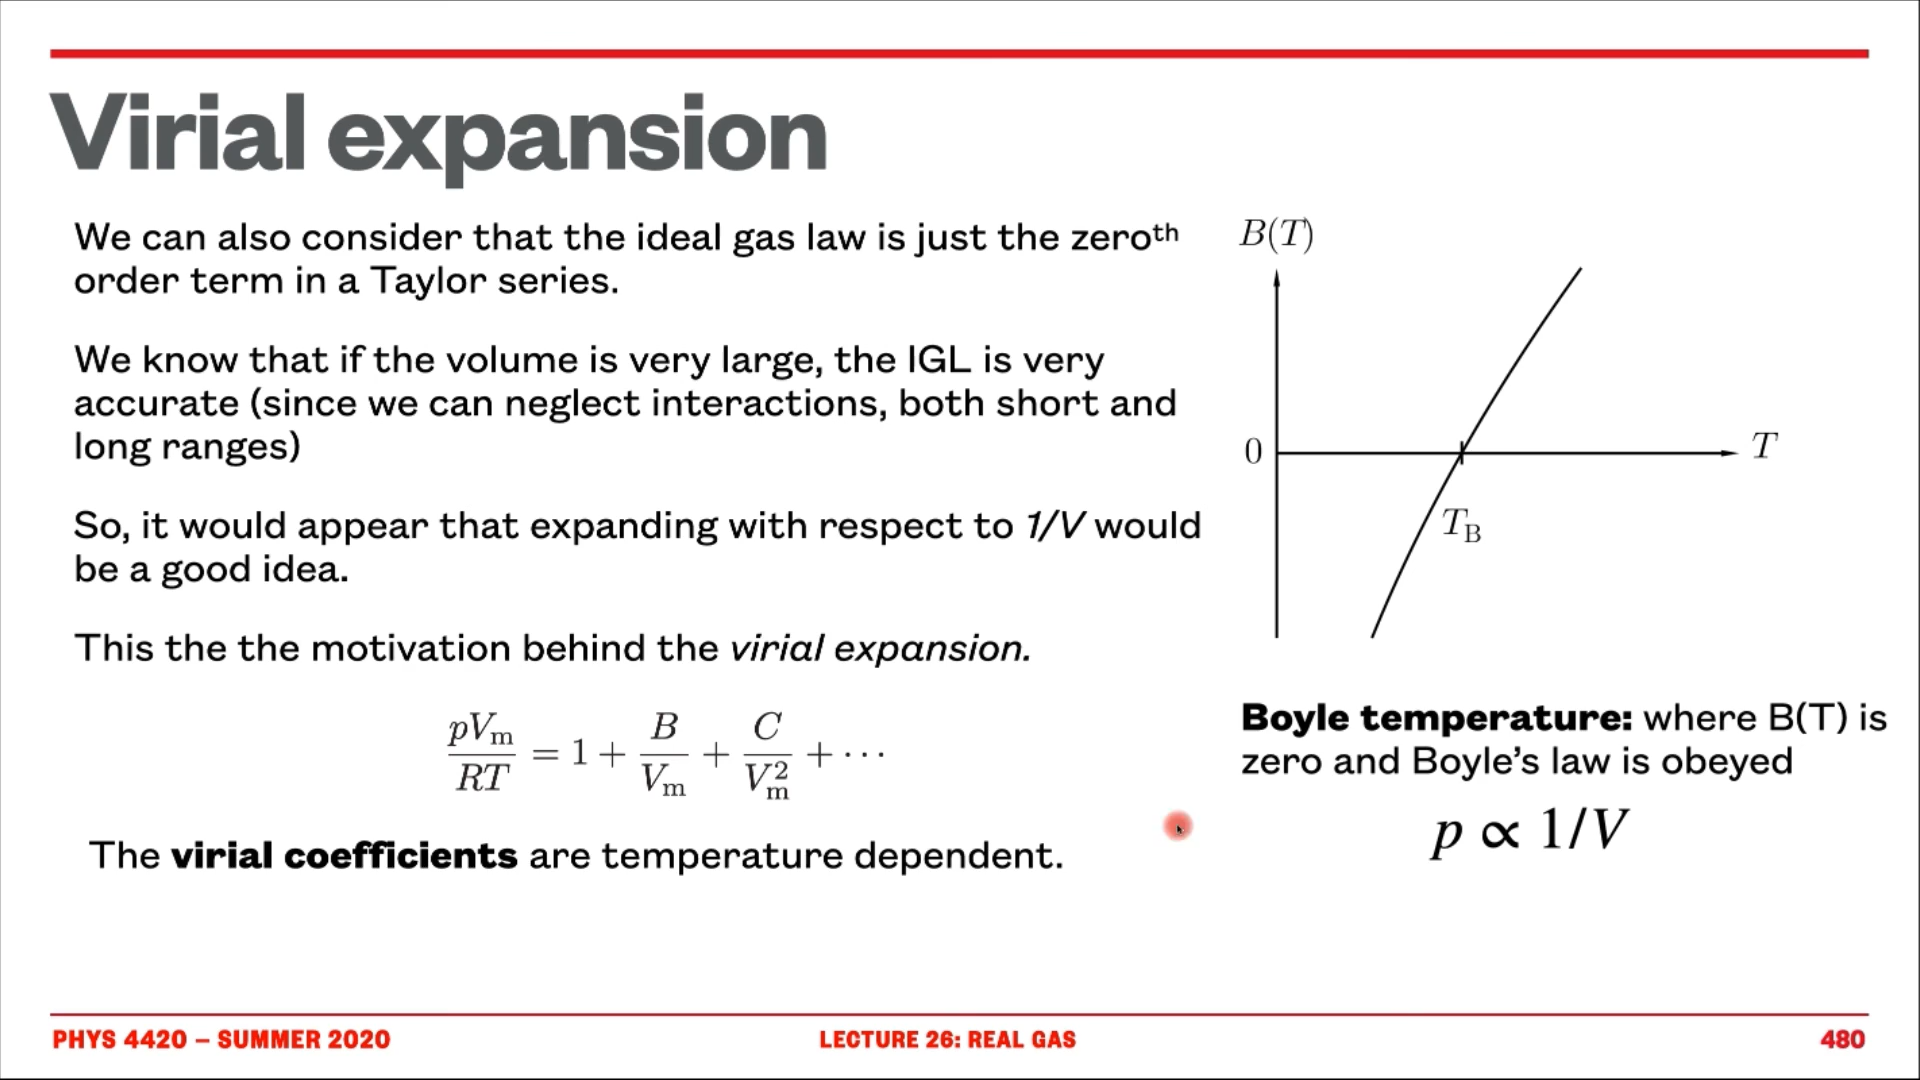 Virial expansion
We can also consider that the ideal gas law is just the zeroᵗʰ
order term in a Taylor series.
We know that if the volume is very large, the IGL is very
accurate (since we can neglect interactions, both short and
long ranges)
So, it would appear that expanding with respect to 1/V would
be a good idea.
This the the motivation behind the virial expansion.
pVₘ/RT = 1 + B/Vₘ + C/Vₘ² + ⋯
The virial coefficients are temperature dependent.
B(T)
0
T
T_B
Boyle temperature: where B(T) is
zero and Boyle’s law is obeyed
p ∝ 1/V
PHYS 4420 – SUMMER 2020
LECTURE 26: REAL GAS
480